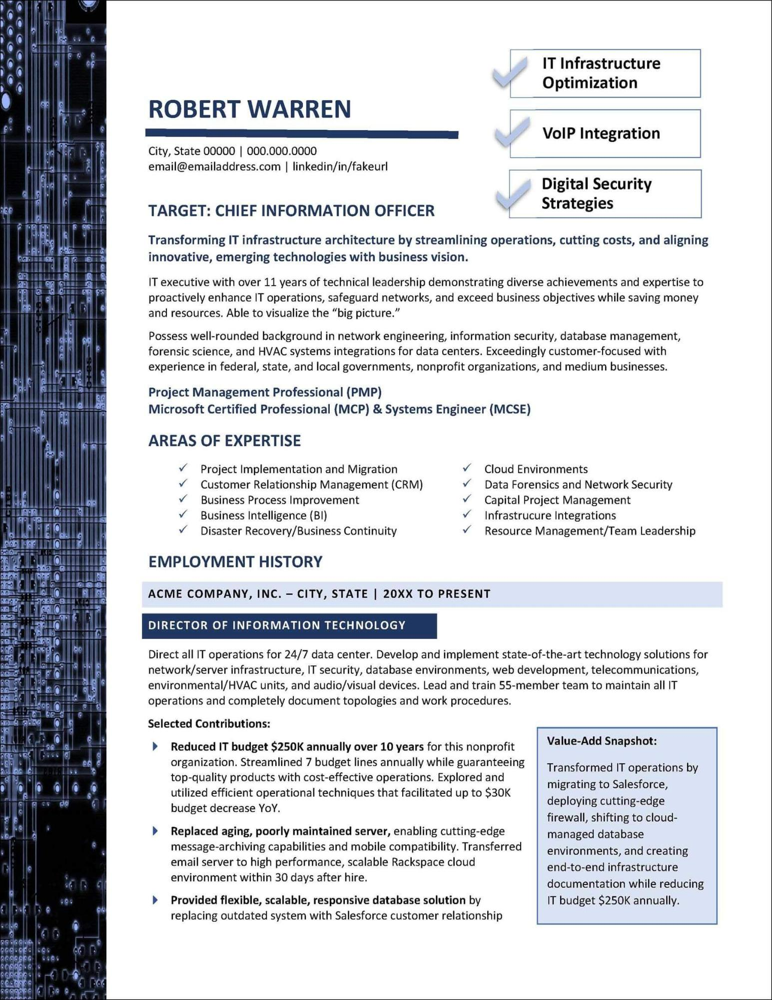 IT Infrastructure
Optimization
VoIP Integration
Digital Security
Strategies
ROBERT WARREN
City, State 00000 | 000.000.0000
email@emailaddress.com | linkedin/in/fakeurl
TARGET: CHIEF INFORMATION OFFICER
Transforming IT infrastructure architecture by streamlining operations, cutting costs, and aligning
innovative, emerging technologies with business vision.
IT executive with over 11 years of technical leadership demonstrating diverse achievements and expertise to
proactively enhance IT operations, safeguard networks, and exceed business objectives while saving money
and resources. Able to visualize the “big picture.”
Possess well-rounded background in network engineering, information security, database management,
forensic science, and HVAC systems integrations for data centers. Exceedingly customer-focused with
experience in federal, state, and local governments, nonprofit organizations, and medium businesses.
Project Management Professional (PMP)
Microsoft Certified Professional (MCP) & Systems Engineer (MCSE)
AREAS OF EXPERTISE
✓ Project Implementation and Migration
✓ Customer Relationship Management (CRM)
✓ Business Process Improvement
✓ Business Intelligence (BI)
✓ Disaster Recovery/Business Continuity
✓ Cloud Environments
✓ Data Forensics and Network Security
✓ Capital Project Management
✓ Infrastrucure Integrations
✓ Resource Management/Team Leadership
EMPLOYMENT HISTORY
ACME COMPANY, INC. – CITY, STATE | 20XX TO PRESENT
DIRECTOR OF INFORMATION TECHNOLOGY
Direct all IT operations for 24/7 data center. Develop and implement state-of-the-art technology solutions for
network/server infrastructure, IT security, database environments, web development, telecommunications,
environmental/HVAC units, and audio/visual devices. Lead and train 55-member team to maintain all IT
operations and completely document topologies and work procedures.
Selected Contributions:
Reduced IT budget $250K annually over 10 years for this nonprofit
organization. Streamlined 7 budget lines annually while guaranteeing
top-quality products with cost-effective operations. Explored and
utilized efficient operational techniques that facilitated up to $30K
budget decrease YoY.
Replaced aging, poorly maintained server, enabling cutting-edge
message-archiving capabilities and mobile compatibility. Transferred
email server to high performance, scalable Rackspace cloud
environment within 30 days after hire.
Provided flexible, scalable, responsive database solution by
replacing outdated system with Salesforce customer relationship
Value-Add Snapshot:
Transformed IT operations by
migrating to Salesforce,
deploying cutting-edge
firewall, shifting to cloud-
managed database
environments, and creating
end-to-end infrastructure
documentation while reducing
IT budget $250K annually.